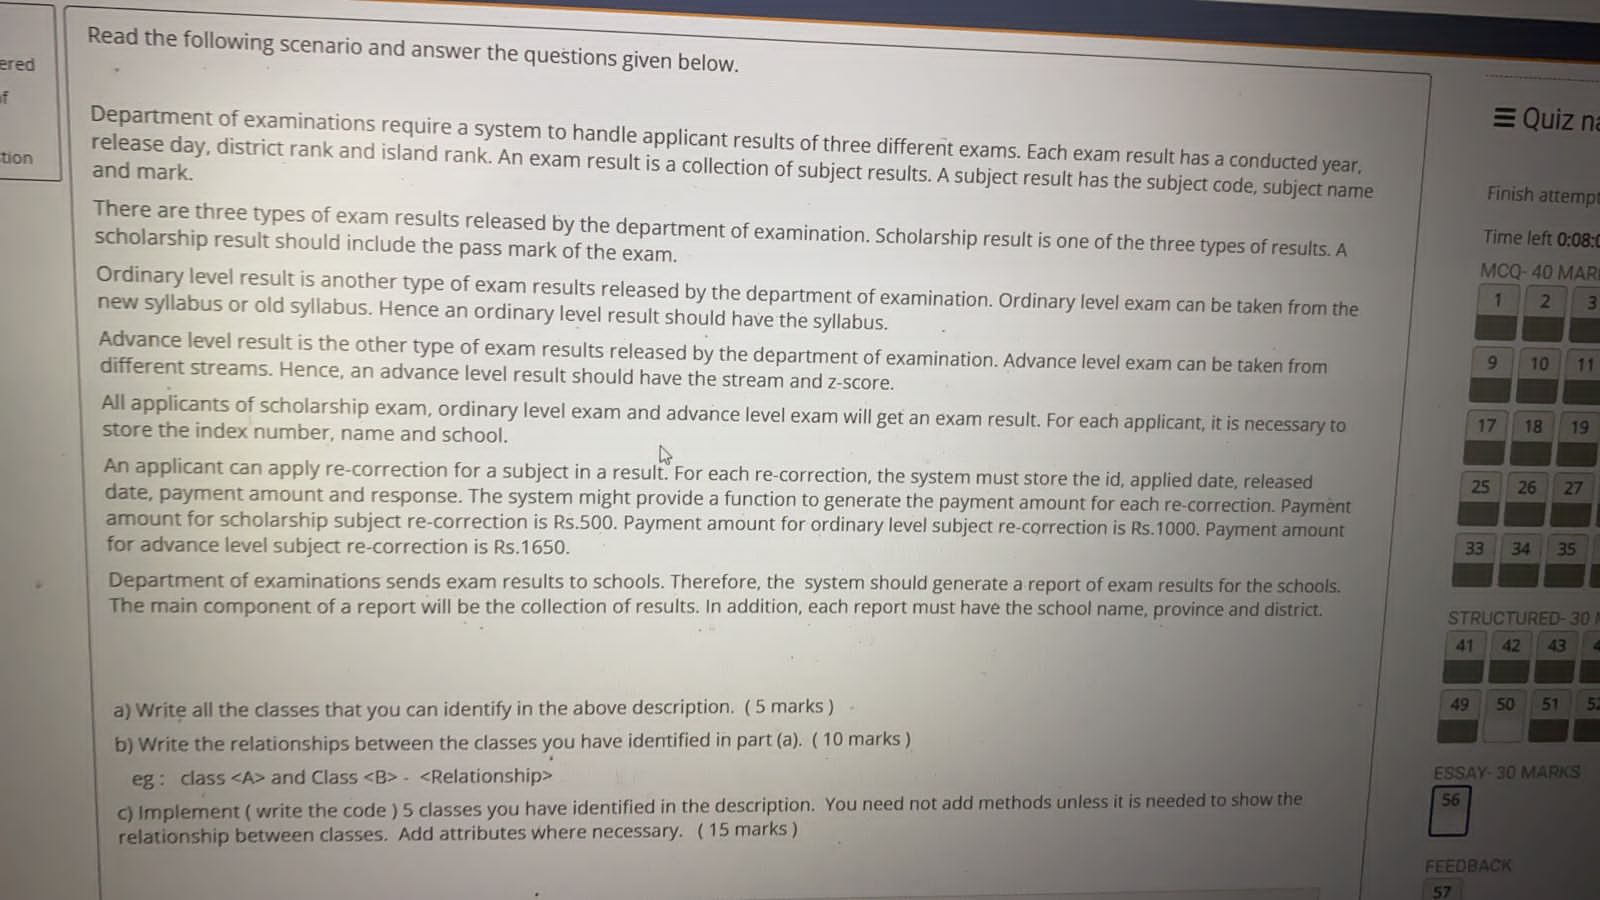 ered
of
tion
Read the following scenario and answer the questions given below.
Department of examinations require a system to handle applicant results of three different exams. Each exam result has a conducted year,
release day, district rank and island rank. An exam result is a collection of subject results. A subject result has the subject code, subject name
and mark.
There are three types of exam results released by the department of examination. Scholarship result is one of the three types of results. A
scholarship result should include the pass mark of the exam.
Ordinary level result is another type of exam results released by the department of examination. Ordinary level exam can be taken from the
new syllabus or old syllabus. Hence an ordinary level result should have the syllabus.
Advance level result is the other type of exam results released by the department of examination. Advance level exam can be taken from
different streams. Hence, an advance level result should have the stream and z-score.
All applicants of scholarship exam, ordinary level exam and advance level exam will get an exam result. For each applicant, it is necessary to
store the index number, name and school.
An applicant can apply re-correction for a subject in a result. For each re-correction, the system must store the id, applied date, released
date, payment amount and response. The system might provide a function to generate the payment amount for each re-correction. Payment
amount for scholarship subject re-correction is Rs.500. Payment amount for ordinary level subject re-correction is Rs.1000. Payment amount
for advance level subject re-correction is Rs.1650.
Department of examinations sends exam results to schools. Therefore, the system should generate a report of exam results for the schools.
The main component of a report will be the collection of results. In addition, each report must have the school name, province and district.
a) Write all the classes that you can identify in the above description. ( 5 marks )
b) Write the relationships between the classes you have identified in part (a). ( 10 marks )
eg : class <A> and Class <B> - <Relationship>
c) Implement ( write the code ) 5 classes you have identified in the description. You need not add methods unless it is needed to show the
relationship between classes. Add attributes where necessary. ( 15 marks )
Quiz na
Finish attempt
Time left 0:08:0
MCQ- 40 MAR
1 2 3
9 10 11
17 18 19
25 26 27
33 34 35
STRUCTURED- 30
41 42 43
49 50 51 52
ESSAY- 30 MARKS
56
FEEDBACK
57